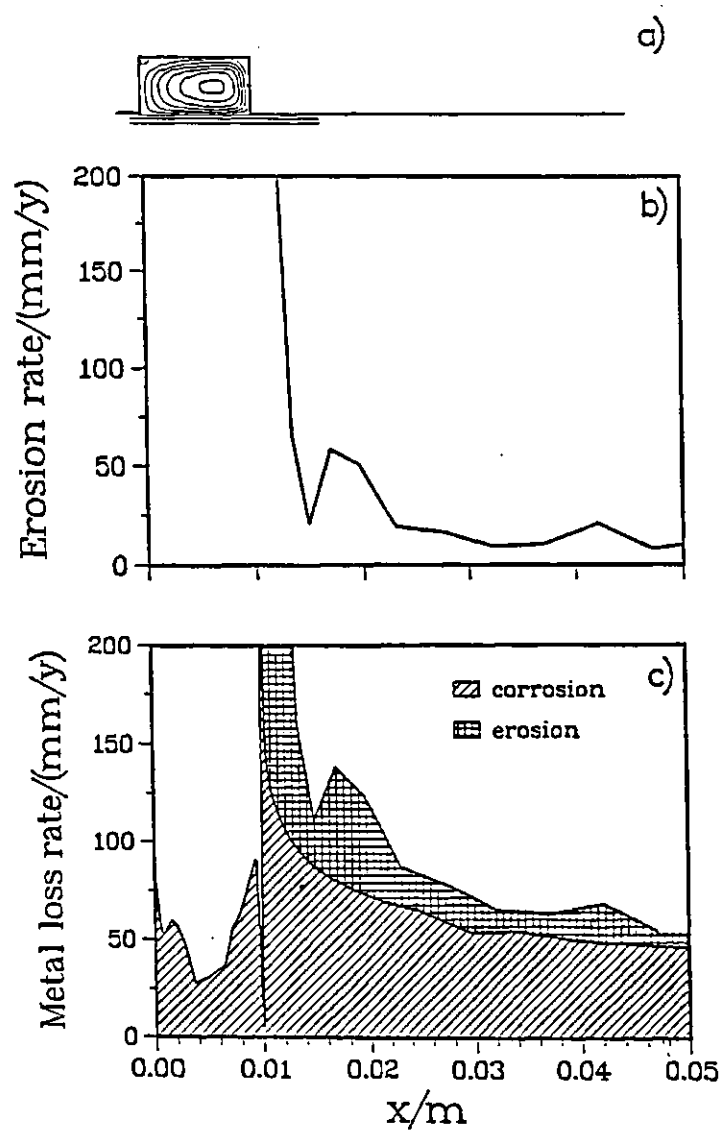 a)
b)
Erosion rate/(mm/y)
200
150
100
50
0
c)
corrosion
erosion
Metal loss rate/(mm/y)
200
150
100
50
0
0.00 0.01 0.02 0.03 0.04 0.05
x/m